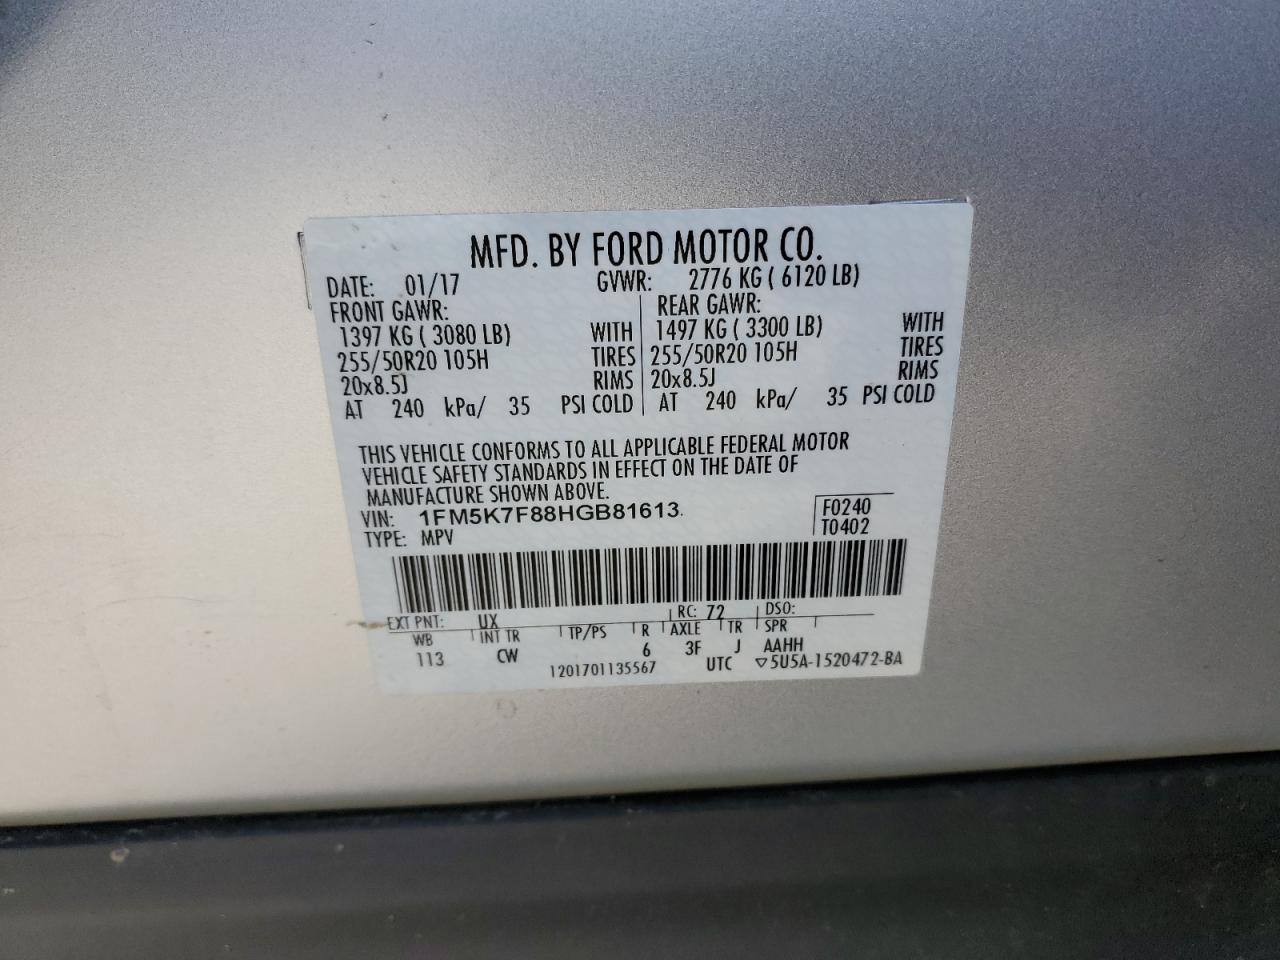 MFD. BY FORD MOTOR CO.
DATE: 01/17 GVWR: 2776 KG ( 6120 LB)
FRONT GAWR: REAR GAWR:
1397 KG ( 3080 LB) WITH 1497 KG ( 3300 LB) WITH
255/50R20 105H TIRES 255/50R20 105H TIRES
20x8.5J RIMS 20x8.5J RIMS
AT 240 kPa/ 35 PSI COLD AT 240 kPa/ 35 PSI COLD
THIS VEHICLE CONFORMS TO ALL APPLICABLE FEDERAL MOTOR
VEHICLE SAFETY STANDARDS IN EFFECT ON THE DATE OF
MANUFACTURE SHOWN ABOVE.
VIN: 1FM5K7F88HGB81613 F0240
TYPE: MPV T0402
EXT PNT: UX RC: 72 DSO:
WB INT TR TP/PS R AXLE TR SPR
113 CW 6 3F J AAHH
1201701135567 UTC ▽5U5A-1520472-BA